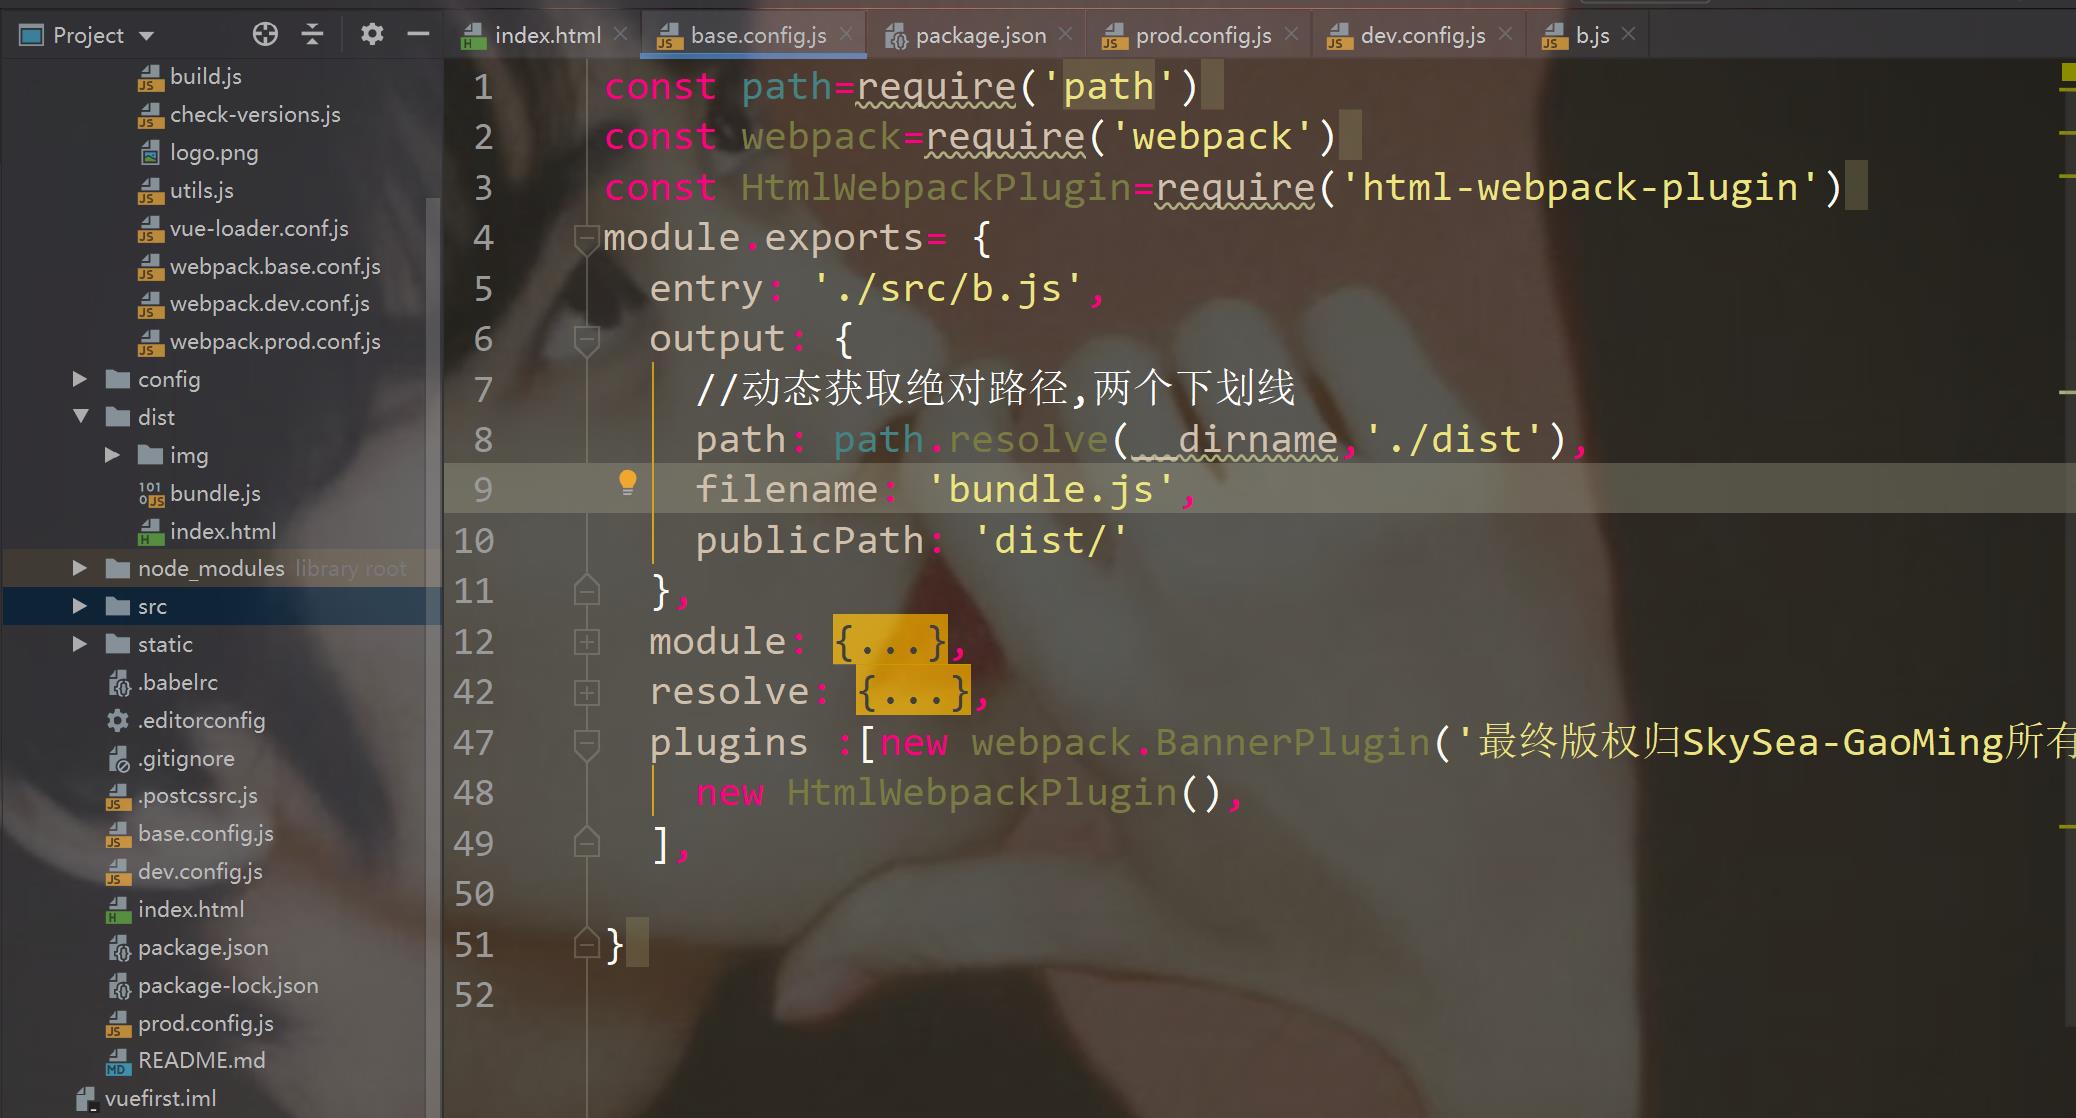 Project
build.js
check-versions.js
logo.png
utils.js
vue-loader.conf.js
webpack.base.conf.js
webpack.dev.conf.js
webpack.prod.conf.js
config
dist
img
bundle.js
index.html
node_modules library root
src
static
.babelrc
.editorconfig
.gitignore
.postcssrc.js
base.config.js
dev.config.js
index.html
package.json
package-lock.json
prod.config.js
README.md
vuefirst.iml
index.html base.config.js package.json prod.config.js dev.config.js b.js
1 const path=require('path')
2 const webpack=require('webpack')
3 const HtmlWebpackPlugin=require('html-webpack-plugin')
4 module.exports= {
5 entry: './src/b.js',
6 output: {
7 //动态获取绝对路径,两个下划线
8 path: path.resolve(__dirname,'./dist'),
9 filename: 'bundle.js',
10 publicPath: 'dist/'
11 },
12 module: {...},
42 resolve: {...},
47 plugins :[new webpack.BannerPlugin('最终版权归SkySea-GaoMing所有
48 new HtmlWebpackPlugin(),
49 ],
50
51 }
52